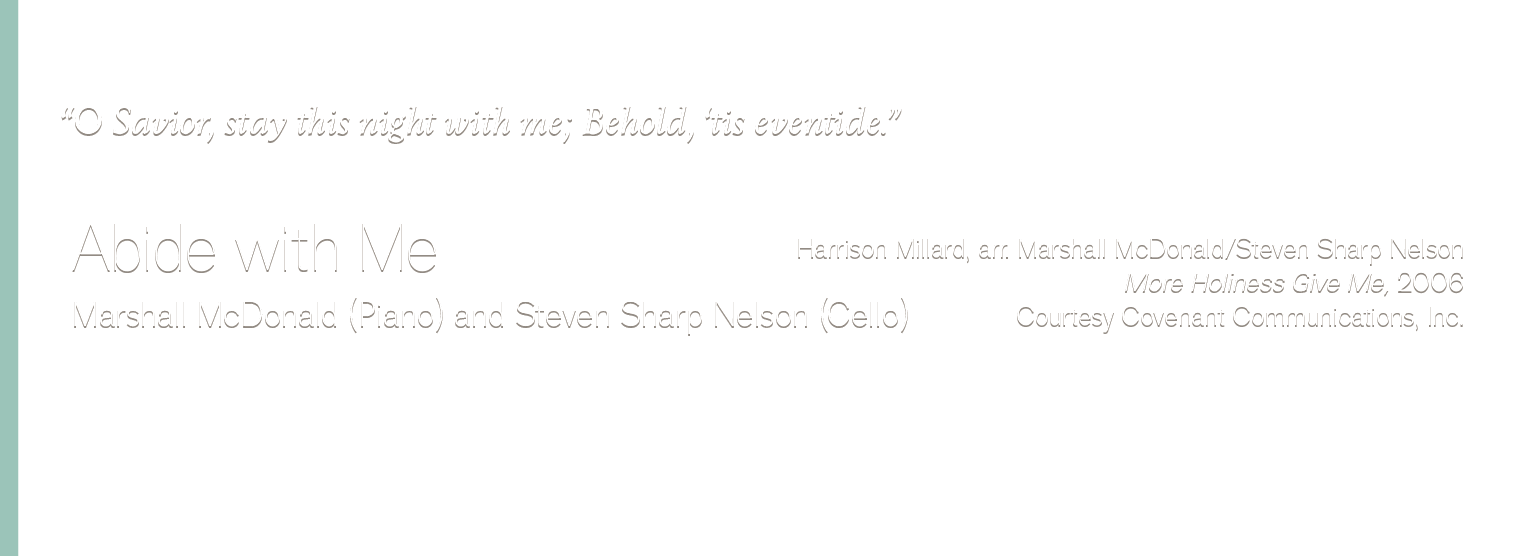 “O Savior, stay this night with me; Behold, ‘tis eventide.”
Abide with Me
Marshall McDonald (Piano) and Steven Sharp Nelson (Cello)
Harrison Millard, arr. Marshall McDonald/Steven Sharp Nelson
More Holiness Give Me, 2006
Courtesy Covenant Communications, Inc.